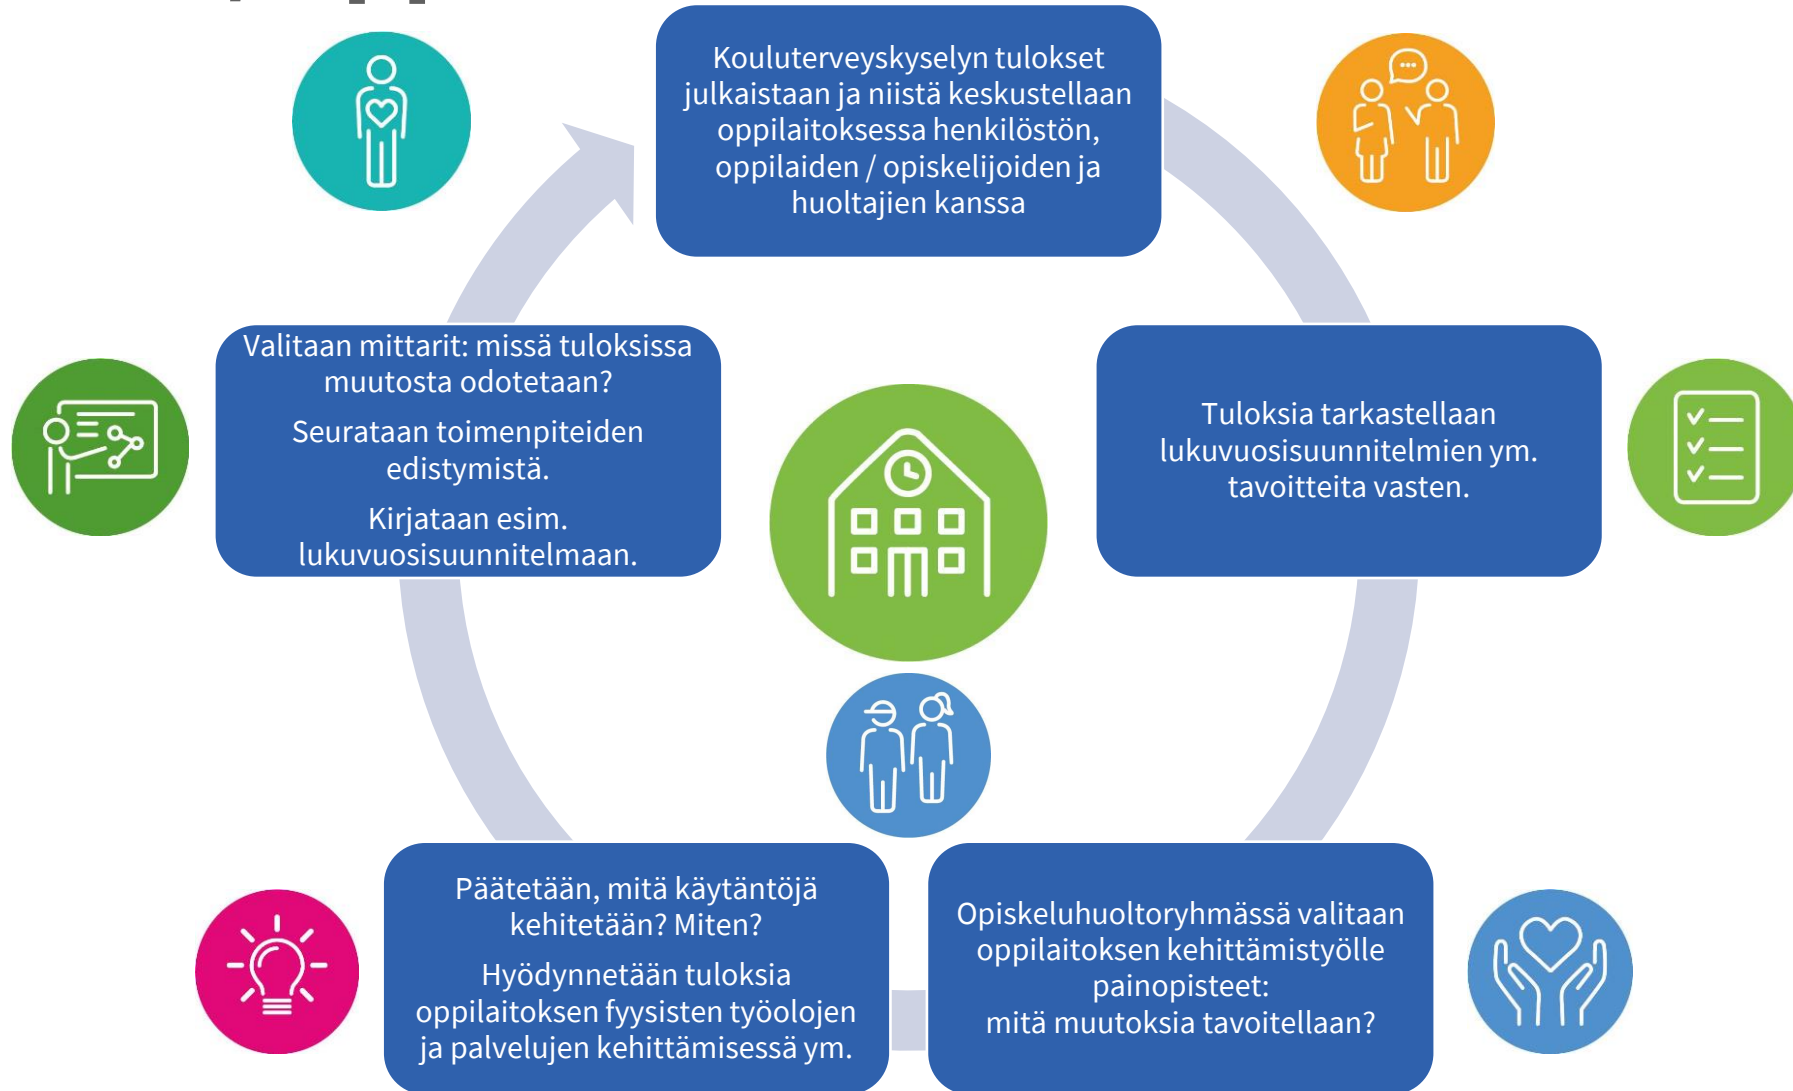 Kouluterveyskyselyn tulokset
julkaistaan ja niistä keskustellaan
oppilaitoksessa henkilöstön,
oppilaiden / opiskelijoiden ja
huoltajien kanssa
Tuloksia tarkastellaan
lukuvuosisuunnitelmien ym.
tavoitteita vasten.
Opiskeluhuoltoryhmässä valitaan
oppilaitoksen kehittämistyölle
painopisteet:
mitä muutoksia tavoitellaan?
Päätetään, mitä käytäntöjä
kehitetään? Miten?
Hyödynnetään tuloksia
oppilaitoksen fyysisten työolojen
ja palvelujen kehittämisessä ym.
Valitaan mittarit: missä tuloksissa
muutosta odotetaan?
Seurataan toimenpiteiden
edistymistä.
Kirjataan esim.
lukuvuosisuunnitelmaan.